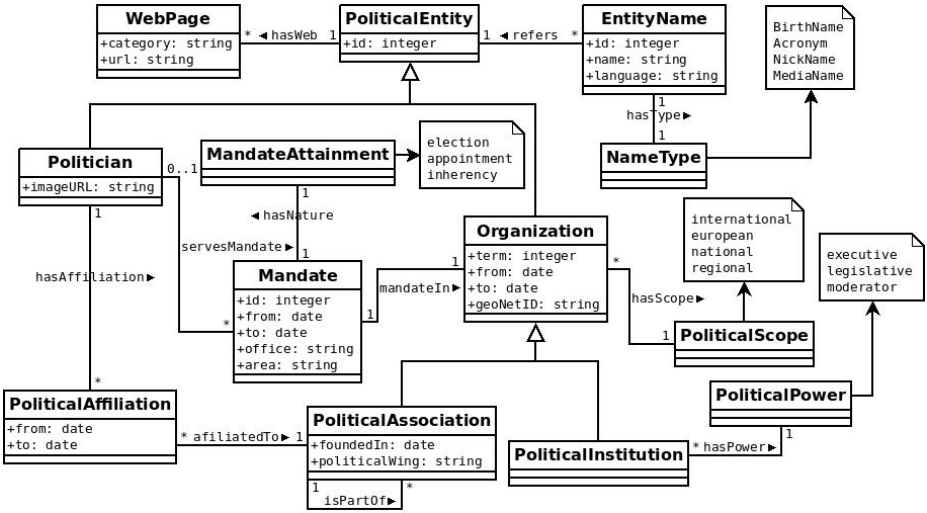 WebPage
+category: string
+url: string
* ◄ hasWeb 1
PoliticalEntity
+id: integer
1 ◄ refers *
EntityName
+id: integer
+name: string
+language: string
BirthName
Acronym
NickName
MediaName
1
hasType►
1
NameType
Politician
+imageURL: string
0..1
MandateAttainment
election
appointment
inherency
1
◄ hasNature
servesMandate►
1
1
hasAffiliation►
*
Mandate
+id: integer
+from: date
+to: date
+office: string
+area: string
*
1
mandateIn►
1
Organization
+term: integer
+from: date
+to: date
+geoNetID: string
*
hasScope►
1
international
european
national
regional
PoliticalScope
executive
legislative
moderator
PoliticalPower
1
PoliticalAffiliation
+from: date
+to: date
* afiliatedTo► 1
PoliticalAssociation
+foundedIn: date
+politicalWing: string
1 *
isPartOf►
PoliticalInstitution
* hasPower►